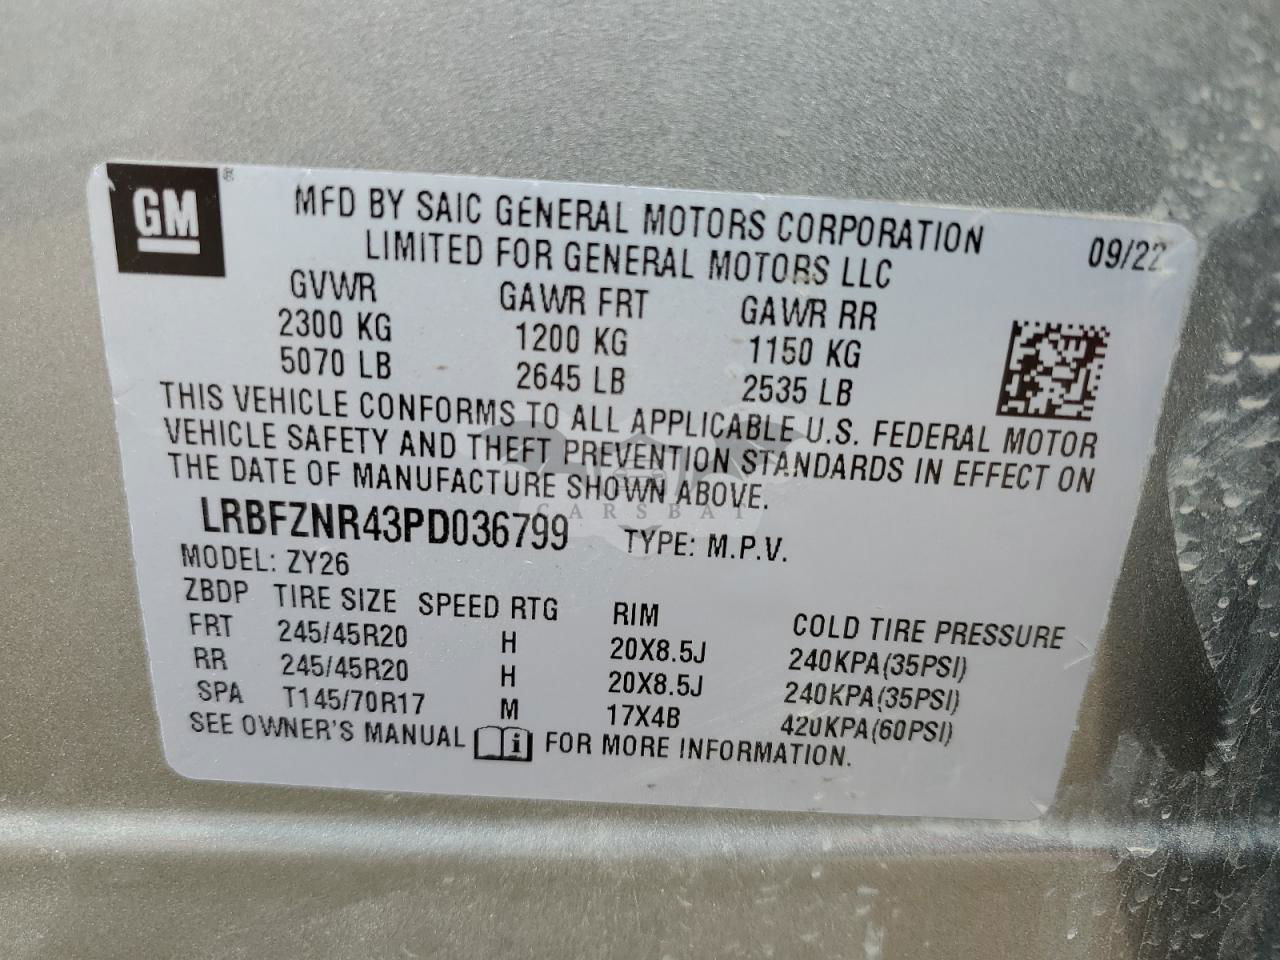 GM ®
MFD BY SAIC GENERAL MOTORS CORPORATION 09/22
LIMITED FOR GENERAL MOTORS LLC
GVWR GAWR FRT GAWR RR
2300 KG 1200 KG 1150 KG
5070 LB 2645 LB 2535 LB
THIS VEHICLE CONFORMS TO ALL APPLICABLE U.S. FEDERAL MOTOR
VEHICLE SAFETY AND THEFT PREVENTION STANDARDS IN EFFECT ON
THE DATE OF MANUFACTURE SHOWN ABOVE.
CARSBAT
LRBFZNR43PD036799 TYPE: M.P.V.
MODEL: ZY26
ZBDP TIRE SIZE SPEED RTG RIM COLD TIRE PRESSURE
FRT 245/45R20 H 20X8.5J 240KPA(35PSI)
RR 245/45R20 H 20X8.5J 240KPA(35PSI)
SPA T145/70R17 M 17X4B 420KPA(60PSI)
SEE OWNER'S MANUAL i FOR MORE INFORMATION.